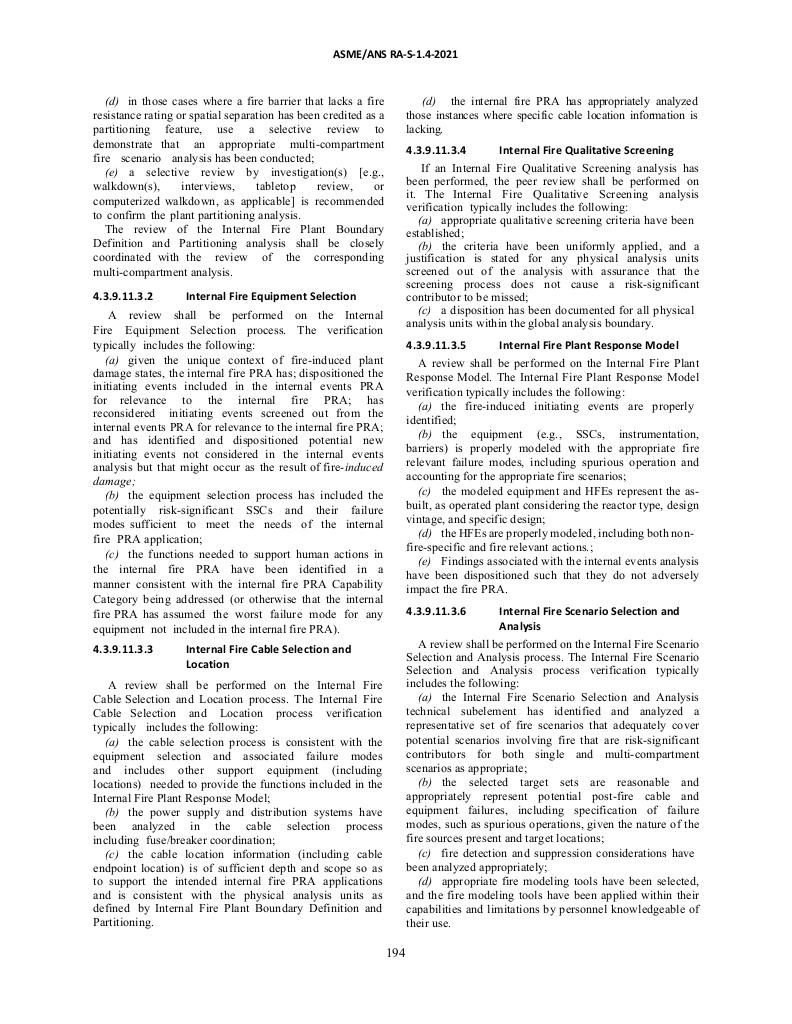 ASME/ANS RA-S-1.4-2021
(d) in those cases where a fire barrier that lacks a fire
resistance rating or spatial separation has been credited as a
partitioning feature, use a selective review to
demonstrate that an appropriate multi-compartment
fire scenario analysis has been conducted;
(e) a selective review by investigation(s) [e.g.,
walkdown(s), interviews, tabletop review, or
computerized walkdown, as applicable] is recommended
to confirm the plant partitioning analysis.
The review of the Internal Fire Plant Boundary
Definition and Partitioning analysis shall be closely
coordinated with the review of the corresponding
multi-compartment analysis.
4.3.9.11.3.2 Internal Fire Equipment Selection
A review shall be performed on the Internal
Fire Equipment Selection process. The verification
typically includes the following:
(a) given the unique context of fire-induced plant
damage states, the internal fire PRA has; dispositioned the
initiating events included in the internal events PRA
for relevance to the internal fire PRA; has
reconsidered initiating events screened out from the
internal events PRA for relevance to the internal fire PRA;
and has identified and dispositioned potential new
initiating events not considered in the internal events
analysis but that might occur as the result of fire-induced
damage;
(b) the equipment selection process has included the
potentially risk-significant SSCs and their failure
modes sufficient to meet the needs of the internal
fire PRA application;
(c) the functions needed to support human actions in
the internal fire PRA have been identified in a
manner consistent with the internal fire PRA Capability
Category being addressed (or otherwise that the internal
fire PRA has assumed the worst failure mode for any
equipment not included in the internal fire PRA).
4.3.9.11.3.3 Internal Fire Cable Selection and
Location
A review shall be performed on the Internal Fire
Cable Selection and Location process. The Internal Fire
Cable Selection and Location process verification
typically includes the following:
(a) the cable selection process is consistent with the
equipment selection and associated failure modes
and includes other support equipment (including
locations) needed to provide the functions included in the
Internal Fire Plant Response Model;
(b) the power supply and distribution systems have
been analyzed in the cable selection process
including fuse/breaker coordination;
(c) the cable location information (including cable
endpoint location) is of sufficient depth and scope so as
to support the intended internal fire PRA applications
and is consistent with the physical analysis units as
defined by Internal Fire Plant Boundary Definition and
Partitioning.
(d) the internal fire PRA has appropriately analyzed
those instances where specific cable location information is
lacking.
4.3.9.11.3.4 Internal Fire Qualitative Screening
If an Internal Fire Qualitative Screening analysis has
been performed, the peer review shall be performed on
it. The Internal Fire Qualitative Screening analysis
verification typically includes the following:
(a) appropriate qualitative screening criteria have been
established;
(b) the criteria have been uniformly applied, and a
justification is stated for any physical analysis units
screened out of the analysis with assurance that the
screening process does not cause a risk-significant
contributor to be missed;
(c) a disposition has been documented for all physical
analysis units within the global analysis boundary.
4.3.9.11.3.5 Internal Fire Plant Response Model
A review shall be performed on the Internal Fire Plant
Response Model. The Internal Fire Plant Response Model
verification typically includes the following:
(a) the fire-induced initiating events are properly
identified;
(b) the equipment (e.g., SSCs, instrumentation,
barriers) is properly modeled with the appropriate fire
relevant failure modes, including spurious operation and
accounting for the appropriate fire scenarios;
(c) the modeled equipment and HFEs represent the as-
built, as operated plant considering the reactor type, design
vintage, and specific design;
(d) the HFEs are properly modeled, including both non-
fire-specific and fire relevant actions.;
(e) Findings associated with the internal events analysis
have been dispositioned such that they do not adversely
impact the fire PRA.
4.3.9.11.3.6 Internal Fire Scenario Selection and
Analysis
A review shall be performed on the Internal Fire Scenario
Selection and Analysis process. The Internal Fire Scenario
Selection and Analysis process verification typically
includes the following:
(a) the Internal Fire Scenario Selection and Analysis
technical subelement has identified and analyzed a
representative set of fire scenarios that adequately cover
potential scenarios involving fire that are risk-significant
contributors for both single and multi-compartment
scenarios as appropriate;
(b) the selected target sets are reasonable and
appropriately represent potential post-fire cable and
equipment failures, including specification of failure
modes, such as spurious operations, given the nature of the
fire sources present and target locations;
(c) fire detection and suppression considerations have
been analyzed appropriately;
(d) appropriate fire modeling tools have been selected,
and the fire modeling tools have been applied within their
capabilities and limitations by personnel knowledgeable of
their use.
194